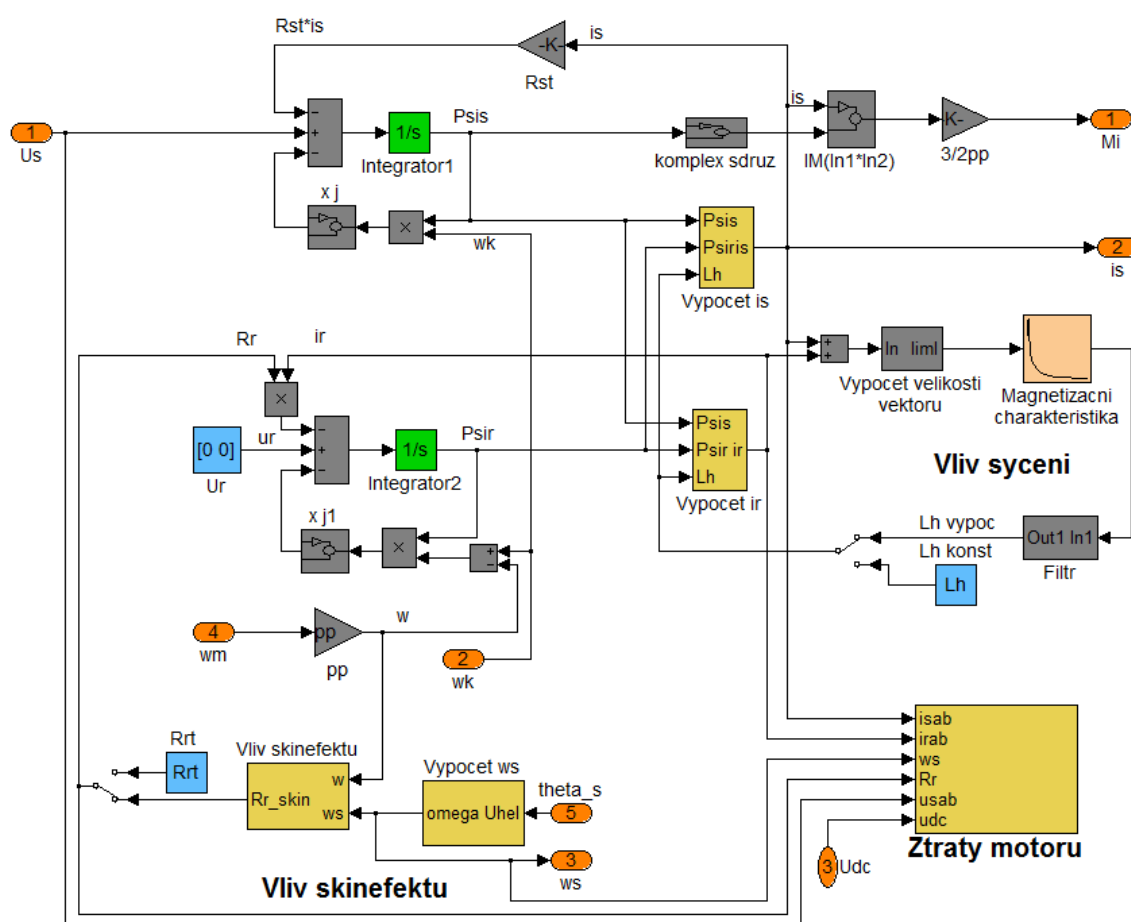 Rst*is
is
-K-
Rst
1
Us
1/s
Psis
Integrator1
komplex sdruz
is
IM(In1*In2)
K-
3/2pp
1
Mi
x j
×
wk
Psis
Psiris
Lh
Vypocet is
2
is
Rr
ir
×
In Iiml
Vypocet velikosti
vektoru
Magnetizacni
charakteristika
[0 0]
ur
Ur
1/s
Psir
Integrator2
Psis
Psir ir
Lh
Vypocet ir
Vliv syceni
x j1
×
Lh vypoc
Lh konst
Out1 In1
Filtr
Lh
4
wm
pp
pp
w
2
wk
Rrt
Rrt
Vliv skinefektu
Rr_skin
w
ws
Vypocet ws
omega Uhel
theta_s
5
3
ws
Vliv skinefektu
isab
irab
ws
Rr
usab
udc
3
Udc
Ztraty motoru